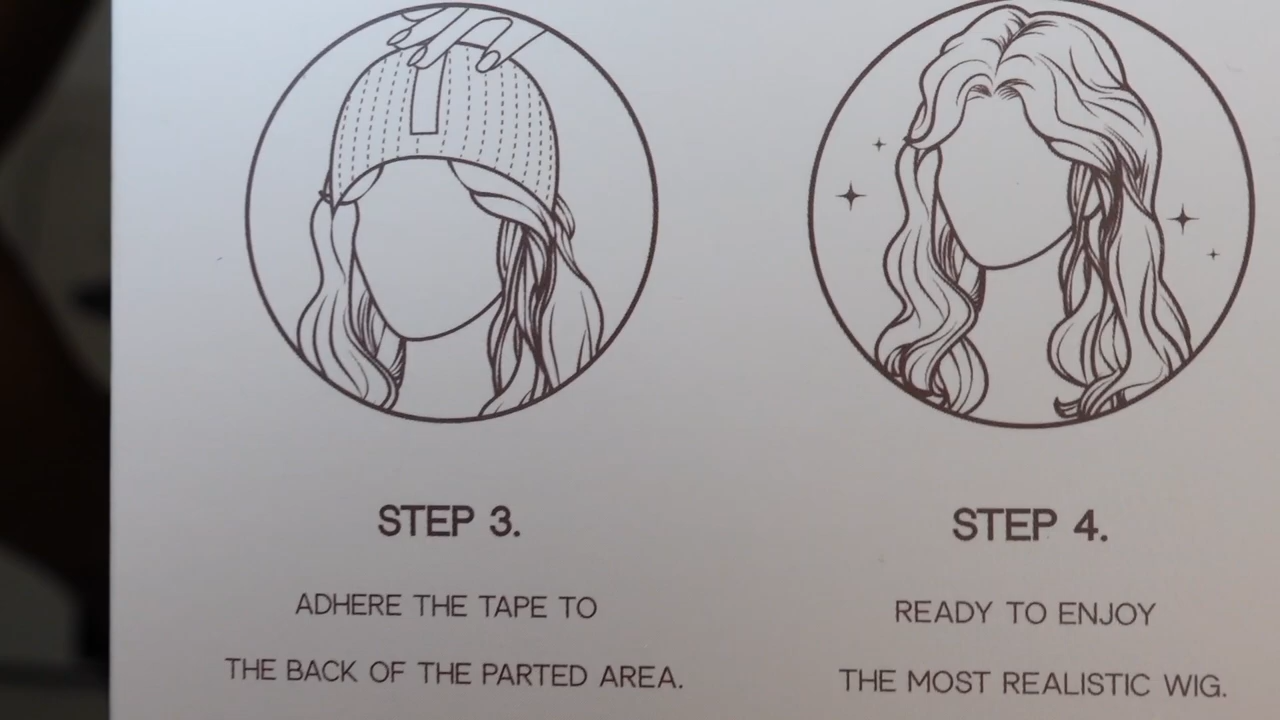 STEP 3.
ADHERE THE TAPE TO
THE BACK OF THE PARTED AREA.
STEP 4.
READY TO ENJOY
THE MOST REALISTIC WIG.